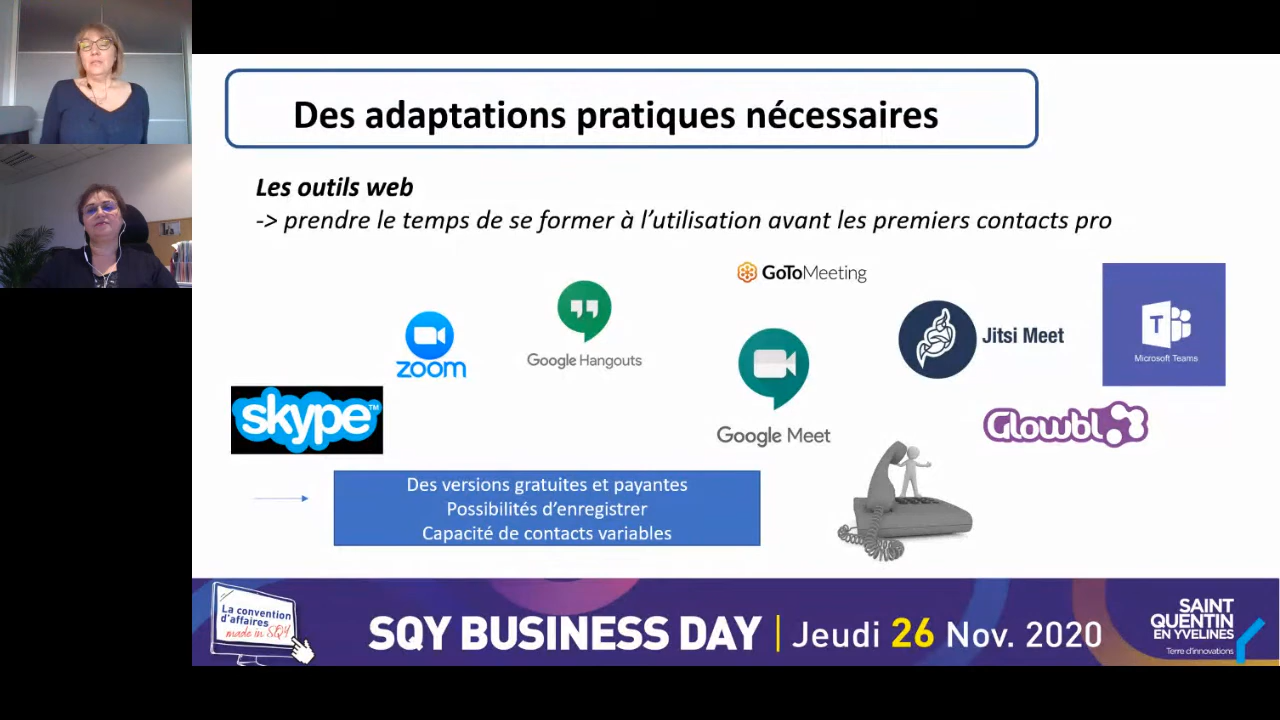 Des adaptations pratiques nécessaires
Les outils web
-> prendre le temps de se former à l'utilisation avant les premiers contacts pro
GoToMeeting
zoom
Google Hangouts
Jitsi Meet
T
Microsoft Teams
skype™
Google Meet
Glowbl
Des versions gratuites et payantes
Possibilités d'enregistrer
Capacité de contacts variables
La convention
d'affaires
made in SQY
SQY BUSINESS DAY | Jeudi 26 Nov. 2020
SAINT
QUENTIN
EN YVELINES
Terre d'innovations